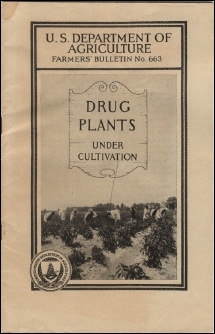 U.S. DEPARTMENT OF
AGRICULTURE
FARMERS' BULLETIN No. 663
DRUG
PLANTS
UNDER
CULTIVATION